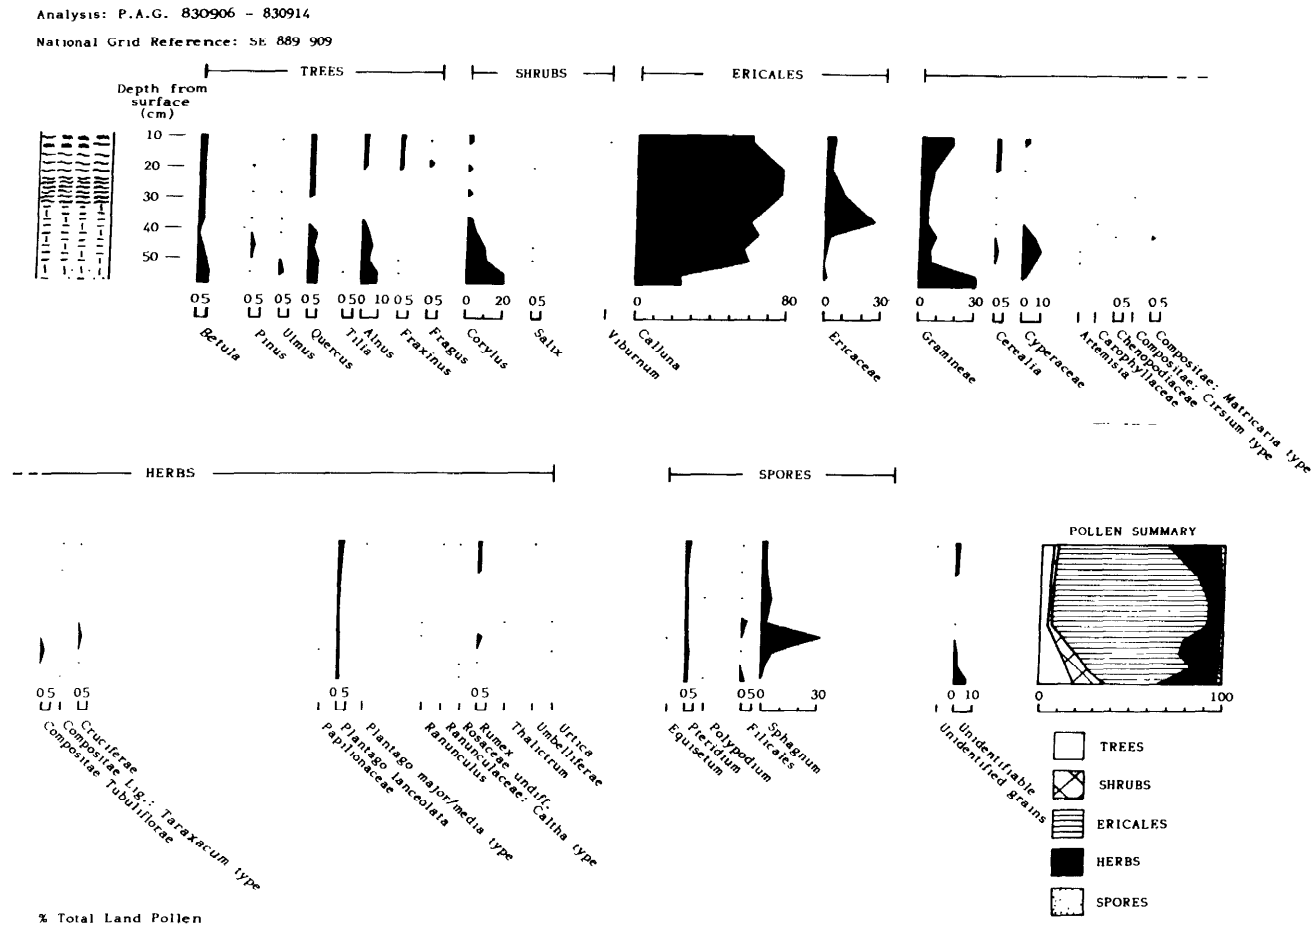 Analysis: P.A.G. 830906 - 830914
National Grid Reference: SE 889 909
TREES SHRUBS ERICALES
Depth from
surface
(cm)
10
20
30
40
50
0 5 0 5 0 5 0 5 0 5 0 10 0 5 0 5 0 20 0 5 0 80 0 30 0 30 0 5 0 10 0 5 0 5
Betula
Pinus
Ulmus
Quercus
Tilia
Alnus
Fraxinus
Fragus
Corylus
Salix
Viburnum
Calluna
Ericaceae
Gramineae
Cerealia
Cyperaceae
Artemisia
Caryophyllaceae
Chenopodiaceae
Compositae: Cirsium type
Compositae: Matricaria type
HERBS SPORES
POLLEN SUMMARY
0 5 0 5 0 5 0 5 0 5 0 5 0 30 0 10 0 100
Compositae Tubuliflorae
Compositae Lig.: Taraxacum type
Cruciferae
Papilionaceae
Plantago lanceolata
Plantago major/media type
Ranunculus
Ranunculaceae: Caltha type
Rosaceae undiff.
Rumex
Thalictrum
Umbelliferae
Urtica
Equisetum
Pteridium
Polypodium
Filicales
Sphagnum
Unidentified grains
Unidentifiable
TREES
SHRUBS
ERICALES
HERBS
SPORES
% Total Land Pollen